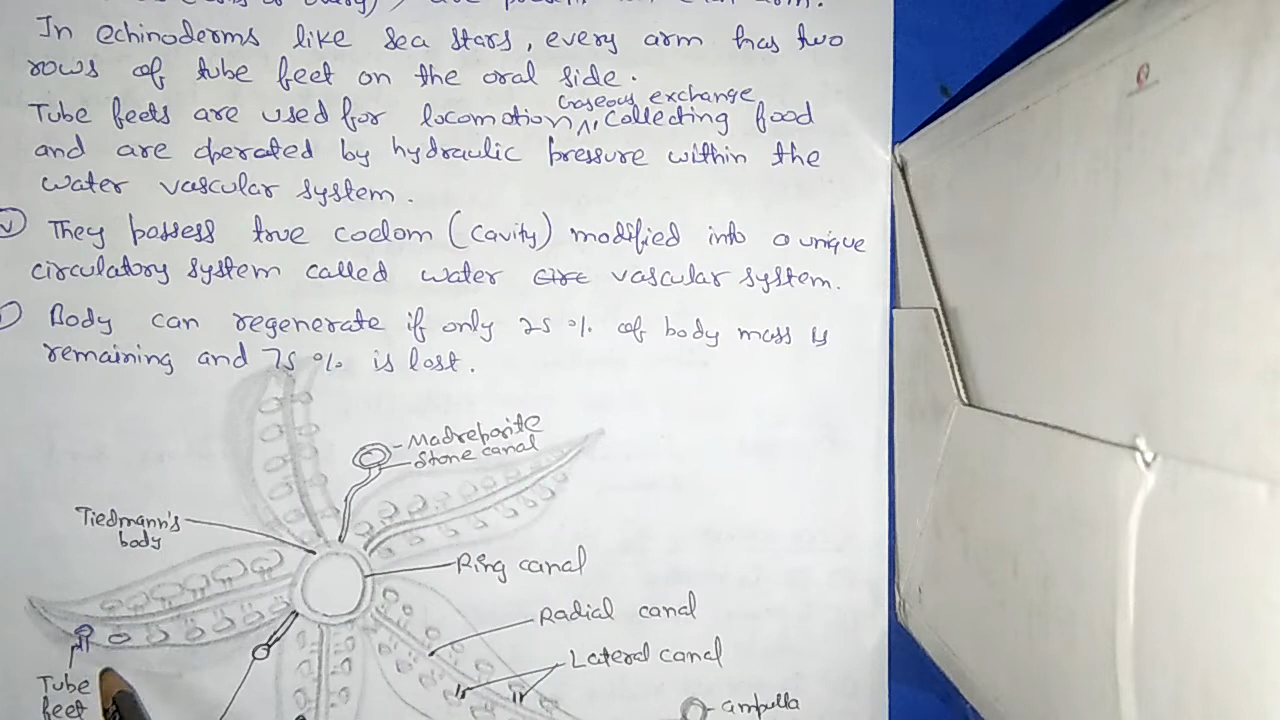 In echinoderms like sea stars, every arm has two
rows of tube feet on the oral side.
Gaseous exchange
Tube feets are used for locomotion, collecting food
and are operated by hydraulic pressure within the
water vascular system.
v) They possess true coelom (cavity) modified into a unique
circulatory system called water vascular system.
Body can regenerate if only 25 % of body mass is
remaining and 75 % is lost.
Madreporite
Stone canal
Tiedmann's
body
Ring canal
Radial canal
Lateral canal
Tube
feet
ampulla